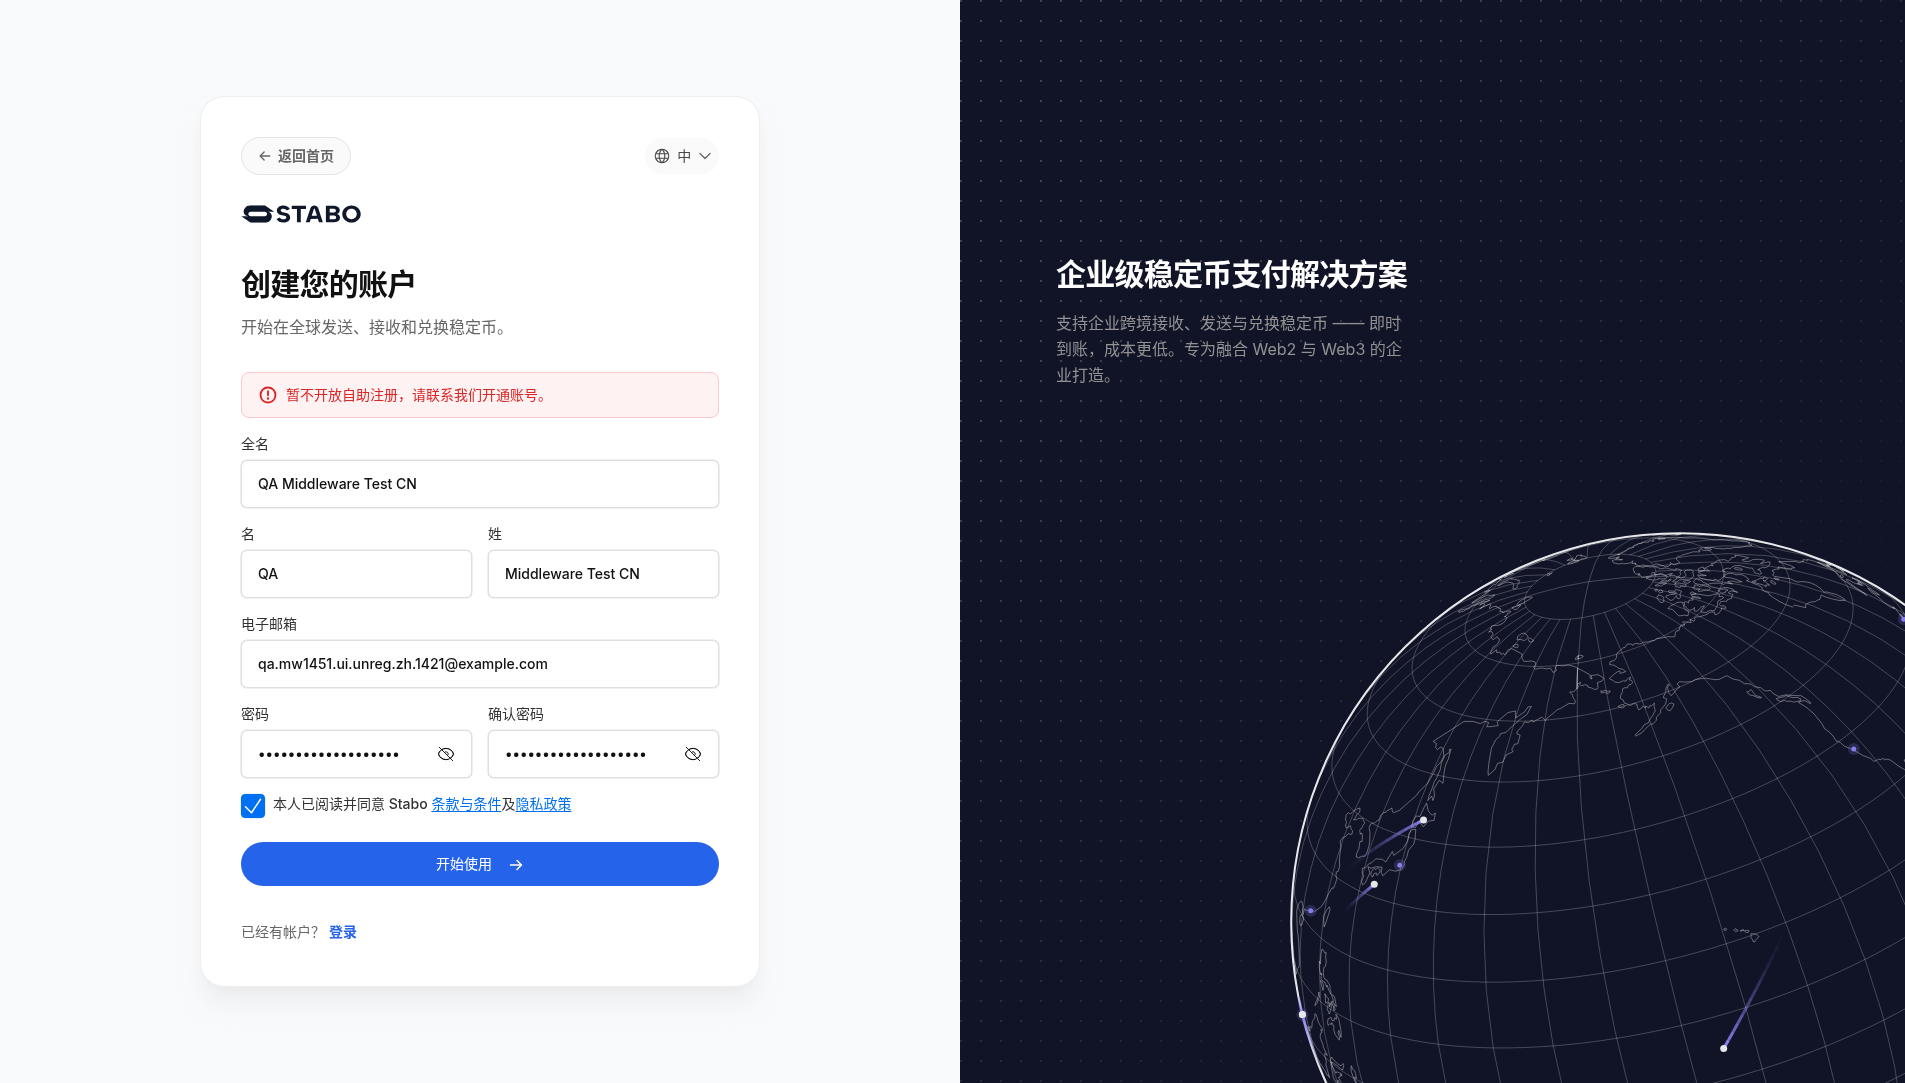 返回首页
中
STABO
创建您的账户
开始在全球发送、接收和兑换稳定币。
暂不开放自助注册，请联系我们开通账号。
全名
QA Middleware Test CN
名
姓
QA
Middleware Test CN
电子邮箱
qa.mw1451.ui.unreg.zh.1421@example.com
密码
确认密码
•••••••••••••••••••
•••••••••••••••••••
本人已阅读并同意 Stabo 条款与条件及隐私政策
开始使用
已经有帐户？ 登录
企业级稳定币支付解决方案
支持企业跨境接收、发送与兑换稳定币 —— 即时
到账，成本更低。专为融合 Web2 与 Web3 的企
业打造。